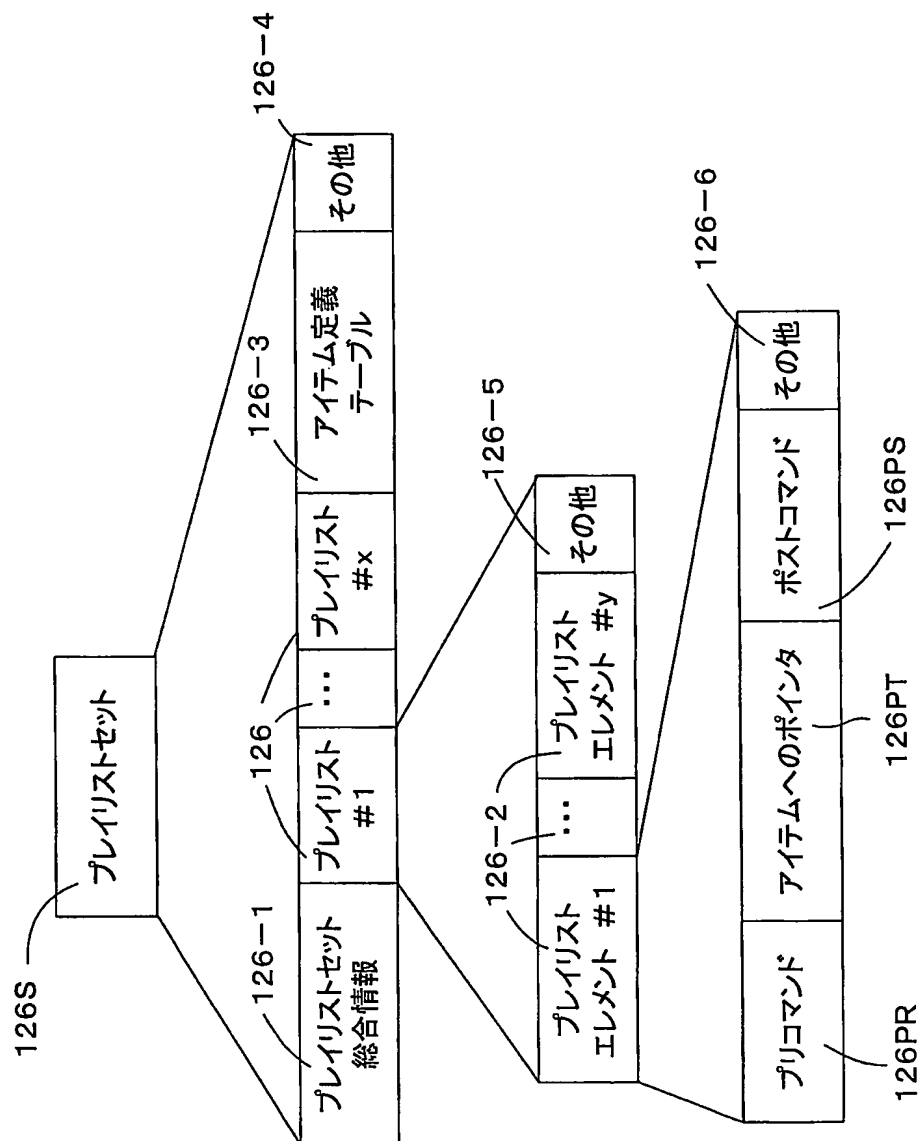 126S
プレイリストセット
126-1
126
126-3
126-4
プレイリストセット
総合情報
プレイリスト
#1
・・・
プレイリスト
#x
アイテム定義
テーブル
その他
126-2
126-5
プレイリスト
エレメント #1
・・・
プレイリスト
エレメント #y
その他
126-6
プリコマンド
アイテムへのポインタ
ポストコマンド
その他
126PR
126PT
126PS